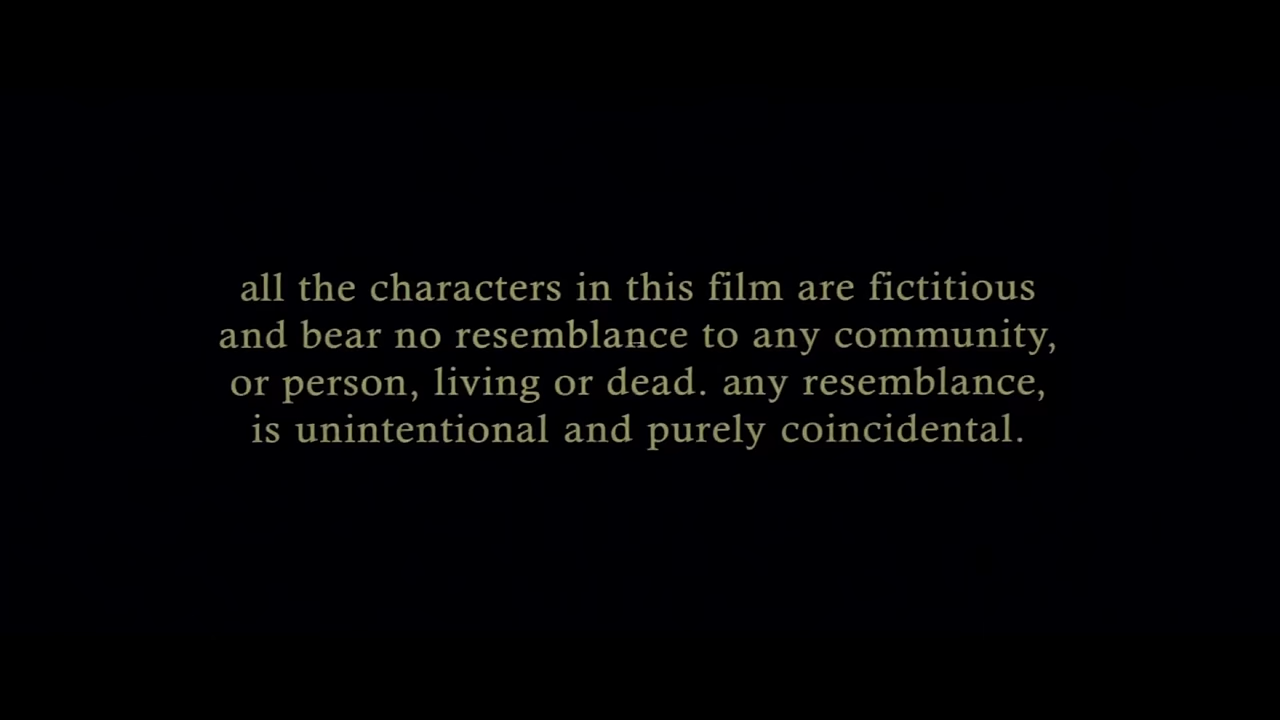 all the characters in this film are fictitious
and bear no resemblance to any community,
or person, living or dead. any resemblance,
is unintentional and purely coincidental.